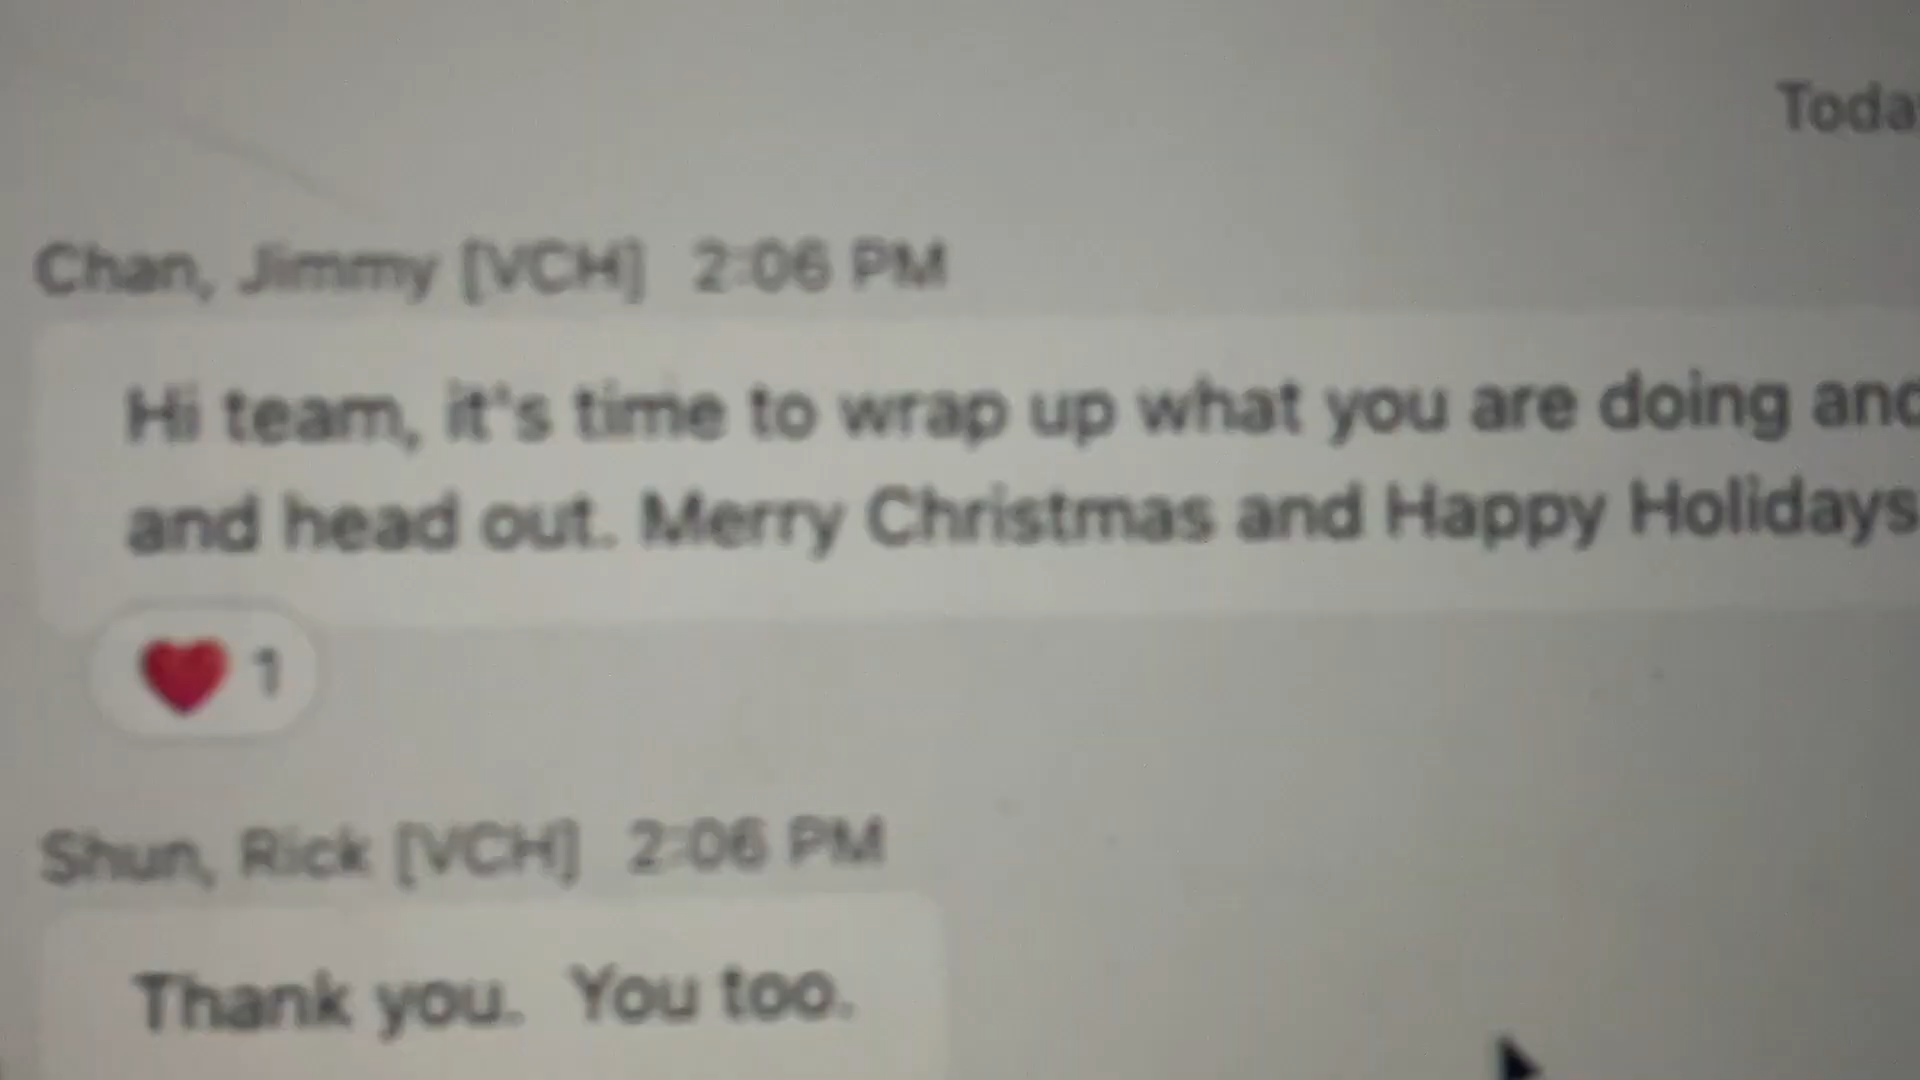 Today
Chan, Jimmy [VCH] 2:06 PM
Hi team, it's time to wrap up what you are doing and
and head out. Merry Christmas and Happy Holidays
1
Shun, Rick [VCH] 2:06 PM
Thank you. You too.